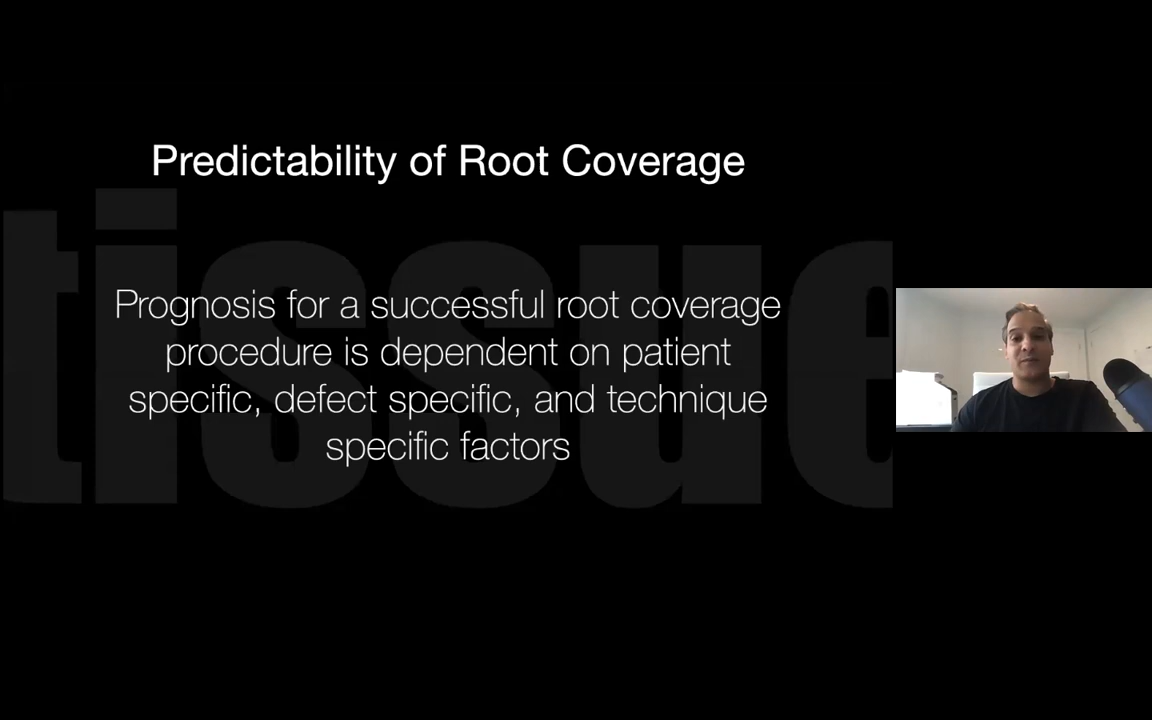 Predictability of Root Coverage
tissue
Prognosis for a successful root coverage
procedure is dependent on patient
specific, defect specific, and technique
specific factors